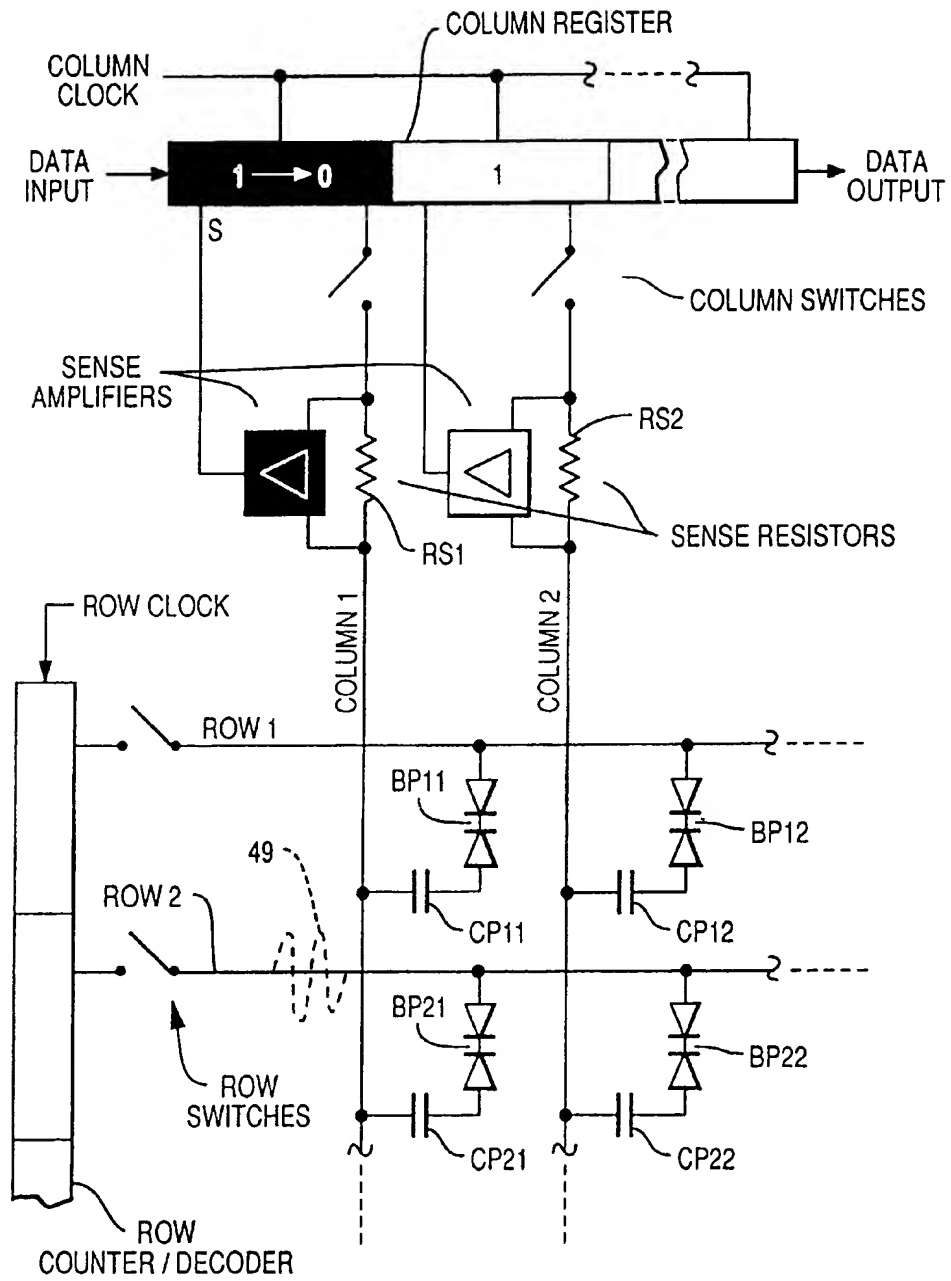 COLUMN REGISTER
COLUMN
CLOCK
DATA
INPUT
1 → 0
1
DATA
OUTPUT
S
COLUMN SWITCHES
SENSE
AMPLIFIERS
RS2
RS1
SENSE RESISTORS
ROW CLOCK
COLUMN 1
COLUMN 2
ROW 1
BP11
BP12
49
ROW 2
CP11
CP12
BP21
BP22
ROW
SWITCHES
CP21
CP22
ROW
COUNTER / DECODER